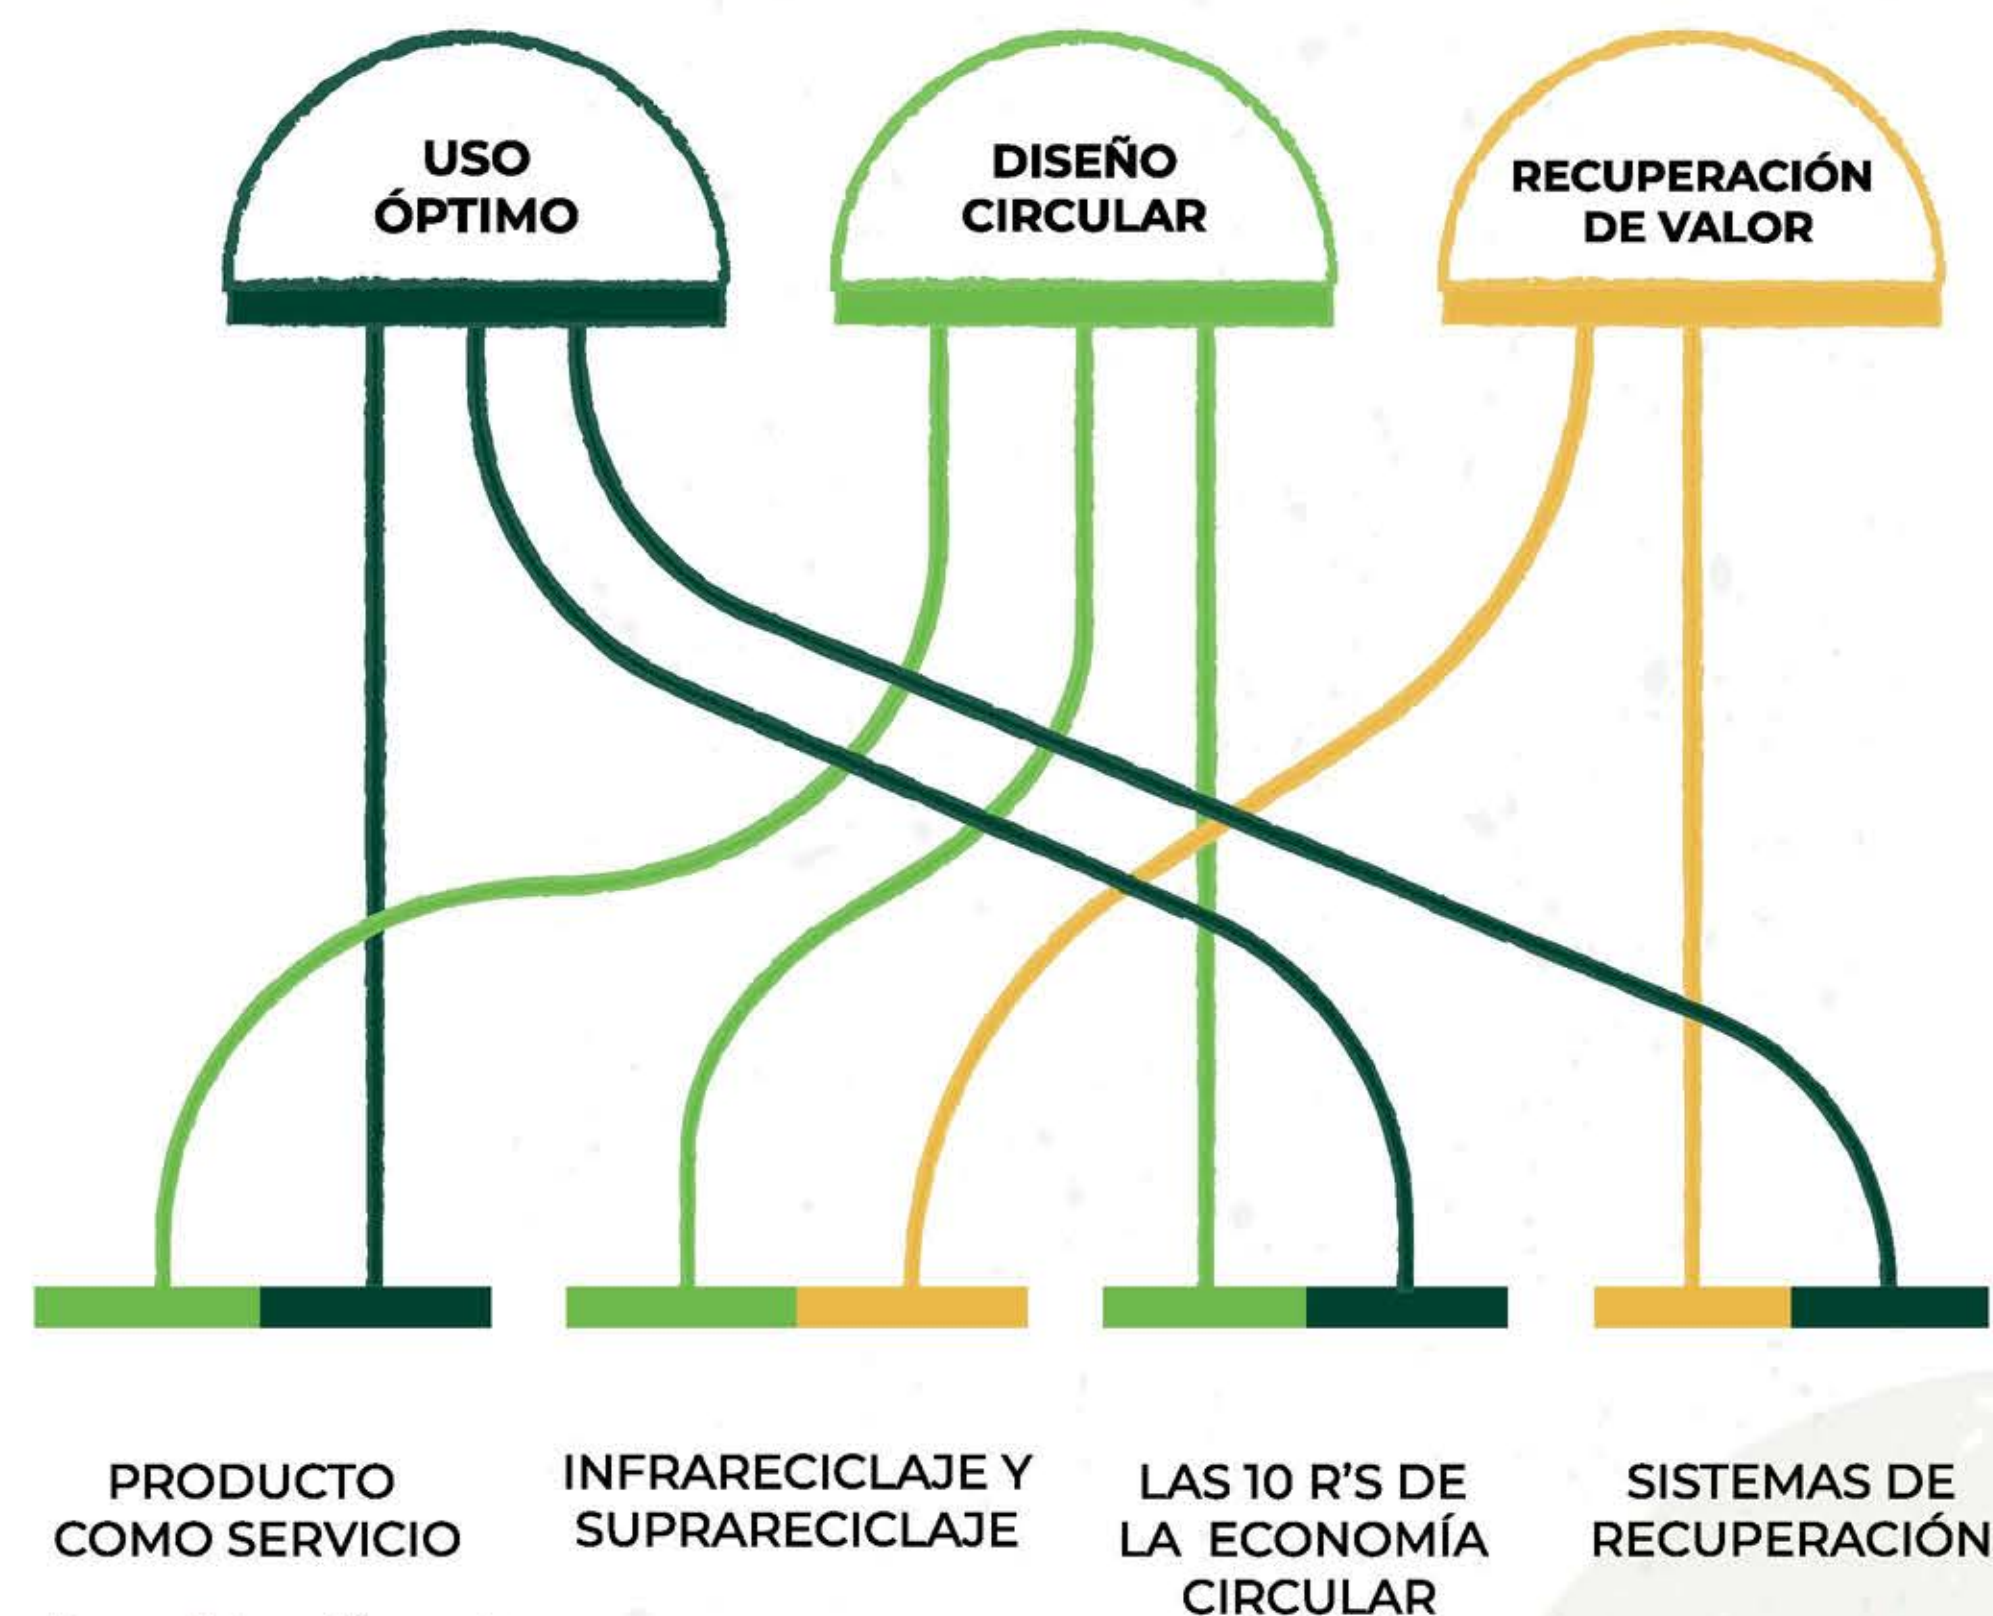 USO
ÓPTIMO
DISEÑO
CIRCULAR
RECUPERACIÓN
DE VALOR
PRODUCTO
COMO SERVICIO
INFRARECICLAJE Y
SUPRARECICLAJE
LAS 10 R'S DE
LA ECONOMÍA
CIRCULAR
SISTEMAS DE
RECUPERACIÓN